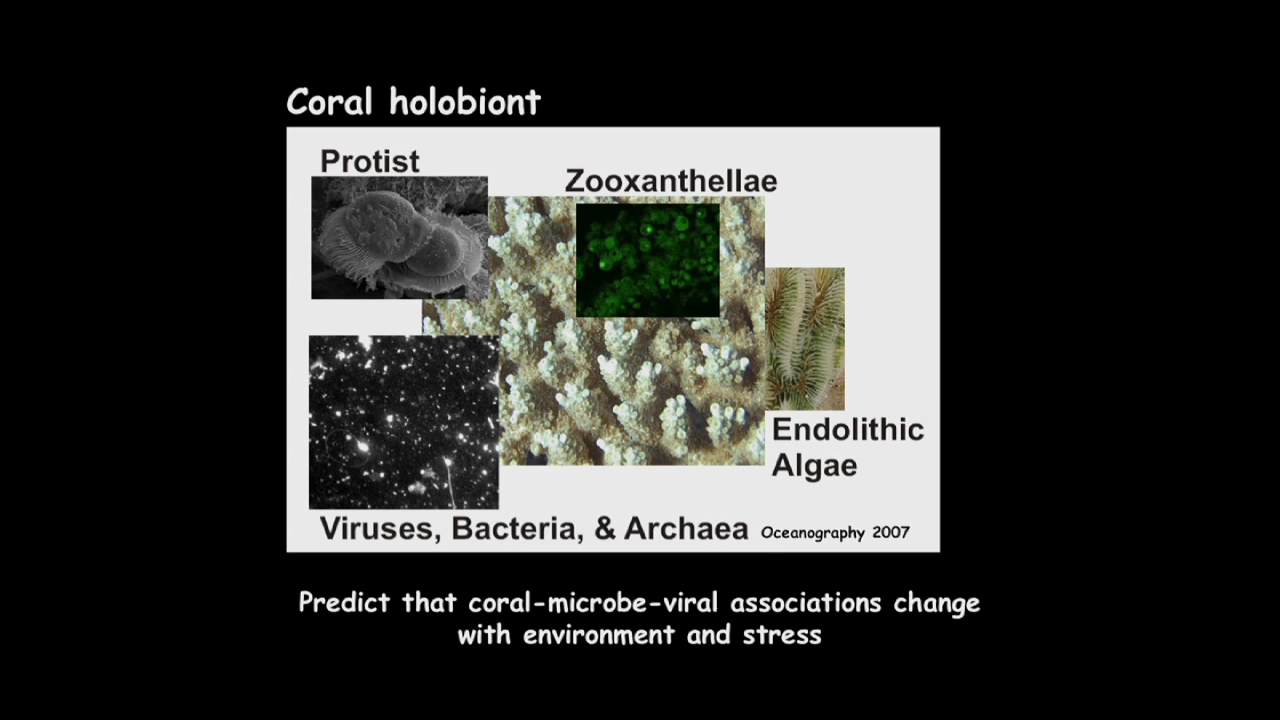 Coral holobiont
Protist
Zooxanthellae
Endolithic
Algae
Viruses, Bacteria, & Archaea
Oceanography 2007
Predict that coral-microbe-viral associations change
with environment and stress